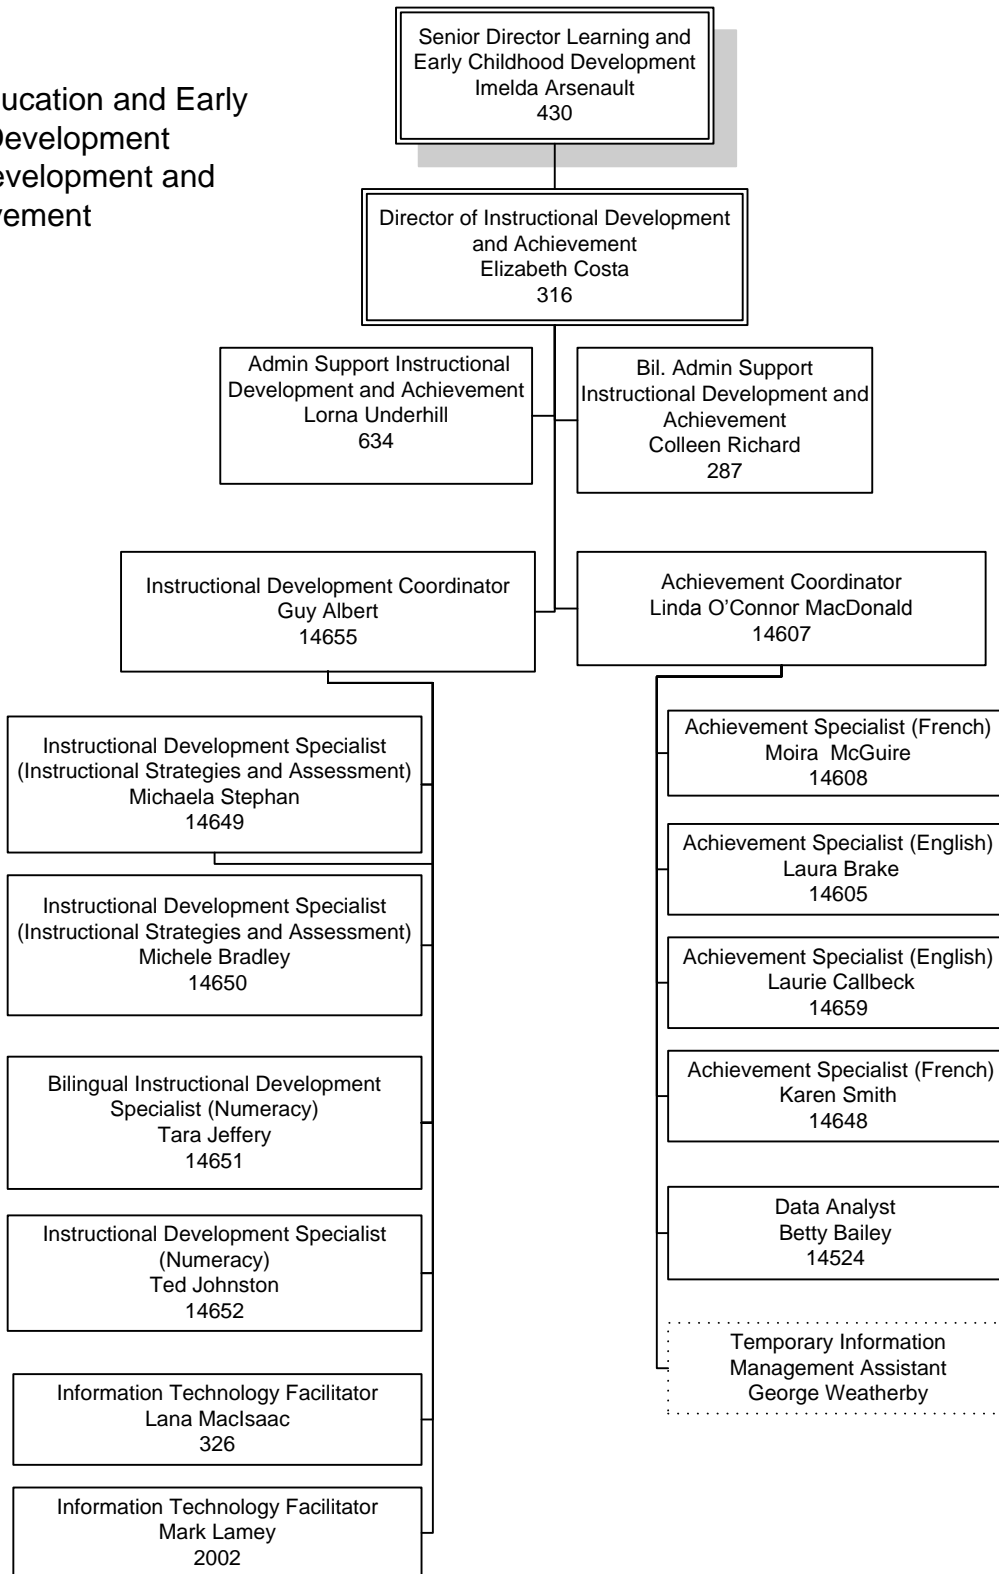 ucation and Early
Development
evelopment and
vement
Senior Director Learning and
Early Childhood Development
Imelda Arsenault
430
Director of Instructional Development
and Achievement
Elizabeth Costa
316
Admin Support Instructional
Development and Achievement
Lorna Underhill
634
Bil. Admin Support
Instructional Development and
Achievement
Colleen Richard
287
Instructional Development Coordinator
Guy Albert
14655
Achievement Coordinator
Linda O’Connor MacDonald
14607
Instructional Development Specialist
(Instructional Strategies and Assessment)
Michaela Stephan
14649
Instructional Development Specialist
(Instructional Strategies and Assessment)
Michele Bradley
14650
Bilingual Instructional Development
Specialist (Numeracy)
Tara Jeffery
14651
Instructional Development Specialist
(Numeracy)
Ted Johnston
14652
Information Technology Facilitator
Lana MacIsaac
326
Information Technology Facilitator
Mark Lamey
2002
Achievement Specialist (French)
Moira McGuire
14608
Achievement Specialist (English)
Laura Brake
14605
Achievement Specialist (English)
Laurie Callbeck
14659
Achievement Specialist (French)
Karen Smith
14648
Data Analyst
Betty Bailey
14524
Temporary Information
Management Assistant
George Weatherby